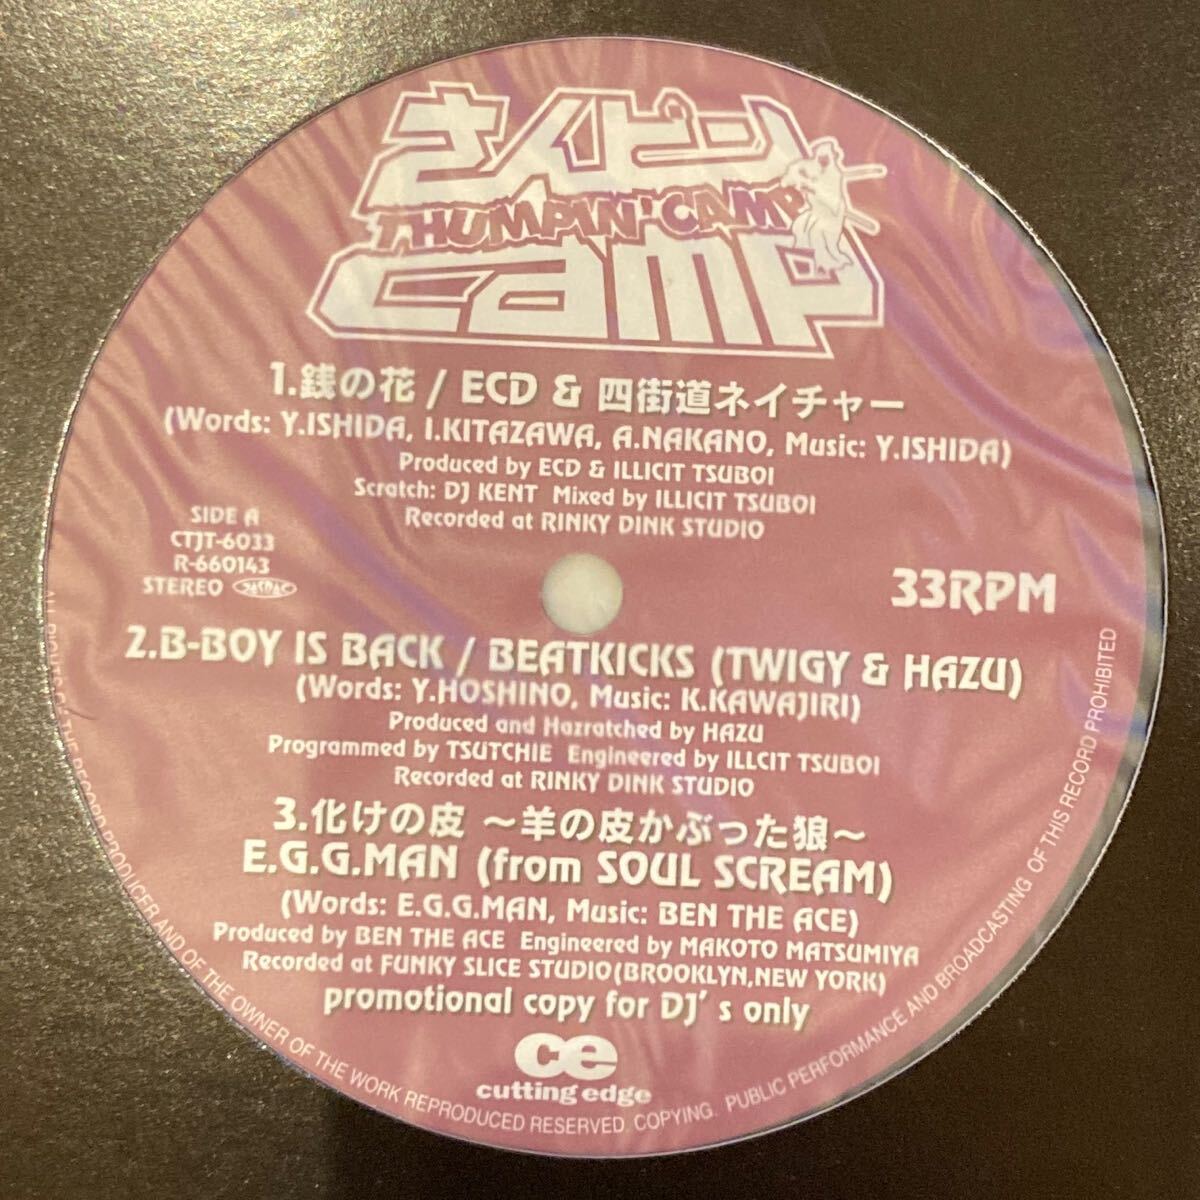 さんピン
THUMPIN' CAMP
camp
1.銭の花 / ECD & 四街道ネイチャー
(Words: Y.ISHIDA, I.KITAZAWA, A.NAKANO, Music: Y.ISHIDA)
Produced by ECD & ILLICIT TSUBOI
Scratch: DJ KENT Mixed by ILLICIT TSUBOI
Recorded at RINKY DINK STUDIO
SIDE A
CTJT-6033
R-660143
STEREO JASRAC
33RPM
2.B-BOY IS BACK / BEATKICKS (TWIGY & HAZU)
(Words: Y.HOSHINO, Music: K.KAWAJIRI)
Produced and Hazratched by HAZU
Programmed by TSUTCHIE Engineered by ILLCIT TSUBOI
Recorded at RINKY DINK STUDIO
3.化けの皮 〜羊の皮かぶった狼〜
E.G.G.MAN (from SOUL SCREAM)
(Words: E.G.G.MAN, Music: BEN THE ACE)
Produced by BEN THE ACE Engineered by MAKOTO MATSUMIYA
Recorded at FUNKY SLICE STUDIO(BROOKLYN,NEW YORK)
promotional copy for DJ's only
ce
cutting edge
ALL RIGHTS OF THE RECORD PRODUCER AND OF THE OWNER OF THE WORK REPRODUCED RESERVED. COPYING. PUBLIC PERFORMANCE AND BROADCASTING OF THIS RECORD PROHIBITED